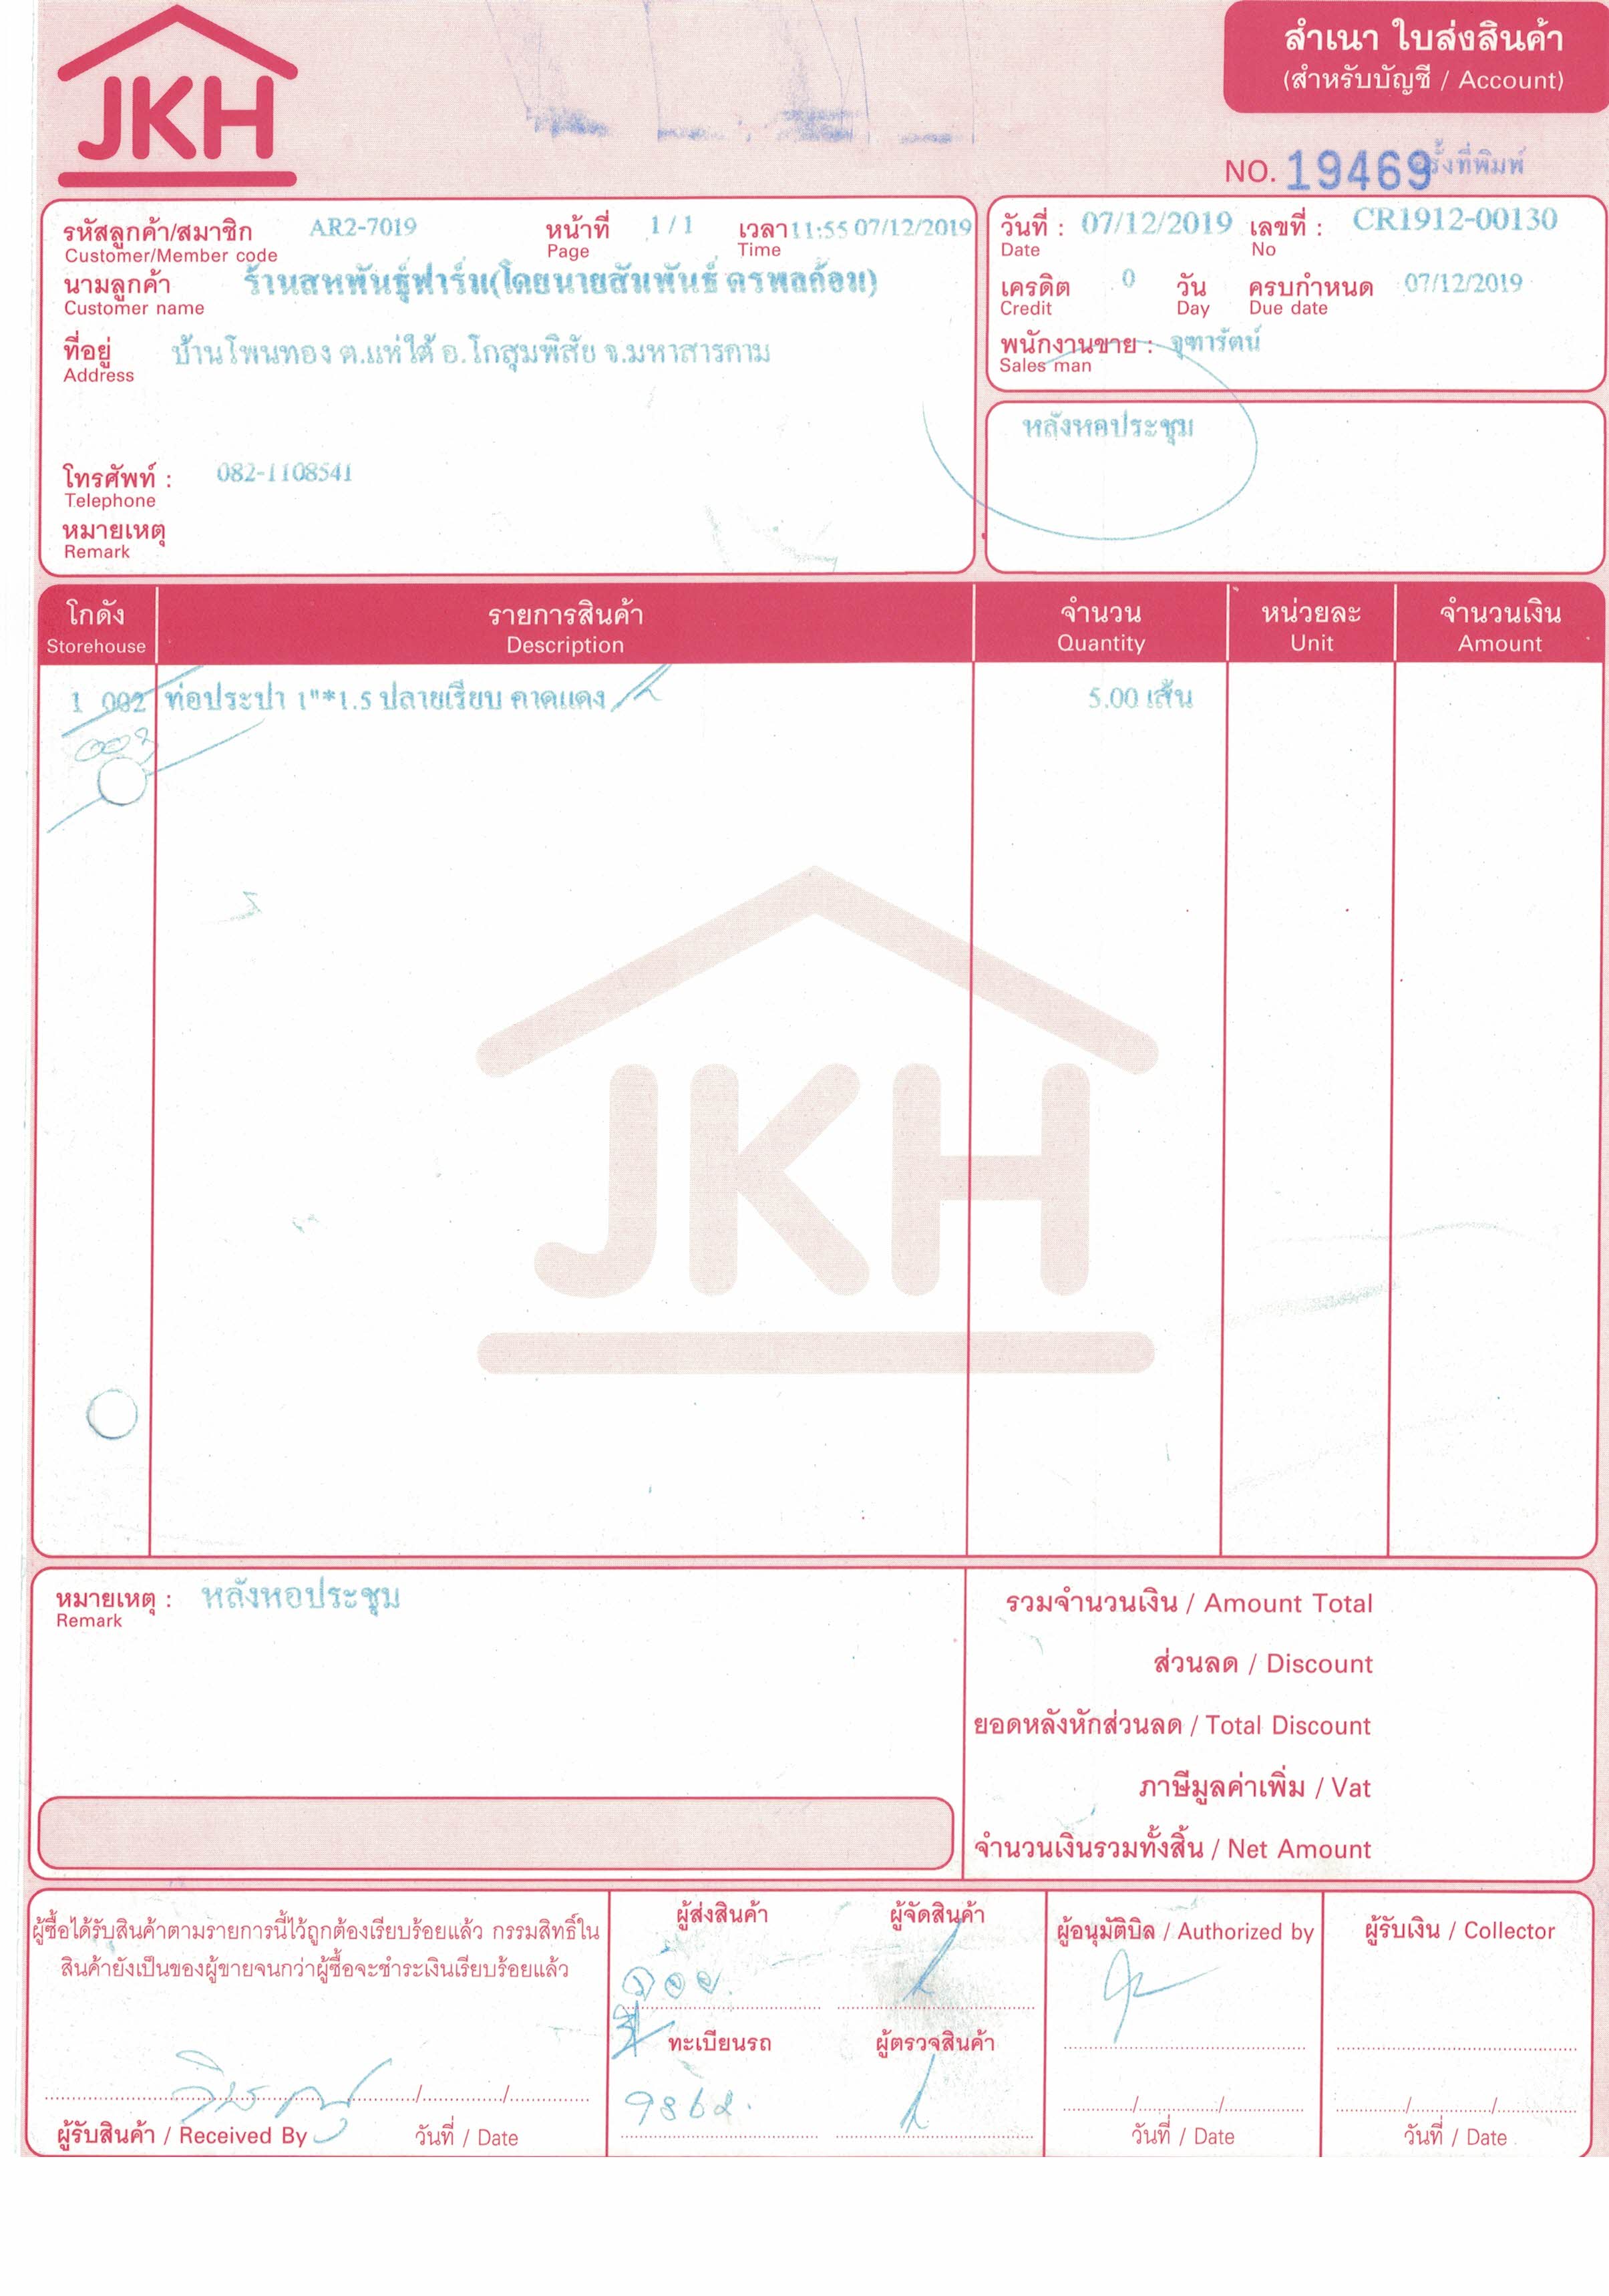 JKH
สำเนา ใบส่งสินค้า
(สำหรับบัญชี / Account)
NO. 19469
รั้งที่พิมพ์
รหัสลูกค้า/สมาชิก AR2-7019 หน้าที่ 1/1 เวลา 11:55 07/12/2019
Customer/Member code Page Time
นามลูกค้า ร้านสหพันธุ์ฟาร์ม(โดยนายสัมพันธ์
Customer name
ที่อยู่ บ้านโพนทอง ต.แห่ใต้ อ.โกสุมพิสัย จ.มหาสารคาม
Address
โทรศัพท์ : 082-1108541
Telephone
หมายเหตุ
Remark
วันที่ : 07/12/2019 เลขที่ : CR1912-00130
Date No
เครดิต 0 วัน ครบกำหนด 07/12/2019
Credit Day Due date
พนักงานขาย : จุฑารัตน์
Sales man
หลังหอประชุม
โกดัง รายการสินค้า จำนวน หน่วยละ จำนวนเงิน
Storehouse Description Quantity Unit Amount
1 002 ท่อประปา 1"*1.5 ปลายเรียบ คาดแดง 5.00 เส้น
002
JKH
หมายเหตุ : หลังหอประชุม
Remark
รวมจำนวนเงิน / Amount Total
ส่วนลด / Discount
ยอดหลังหักส่วนลด / Total Discount
ภาษีมูลค่าเพิ่ม / Vat
จำนวนเงินรวมทั้งสิ้น / Net Amount
ผู้ซื้อได้รับสินค้าตามรายการนี้ไว้ถูกต้องเรียบร้อยแล้ว กรรมสิทธิ์ใน
สินค้ายังเป็นของผู้ขายจนกว่าผู้ซื้อจะชำระเงินเรียบร้อยแล้ว
ผู้รับสินค้า / Received By วันที่ / Date
ผู้ส่งสินค้า ผู้จัดสินค้า
ทะเบียนรถ ผู้ตรวจสินค้า
ผู้อนุมัติบิล / Authorized by
วันที่ / Date
ผู้รับเงิน / Collector
วันที่ / Date